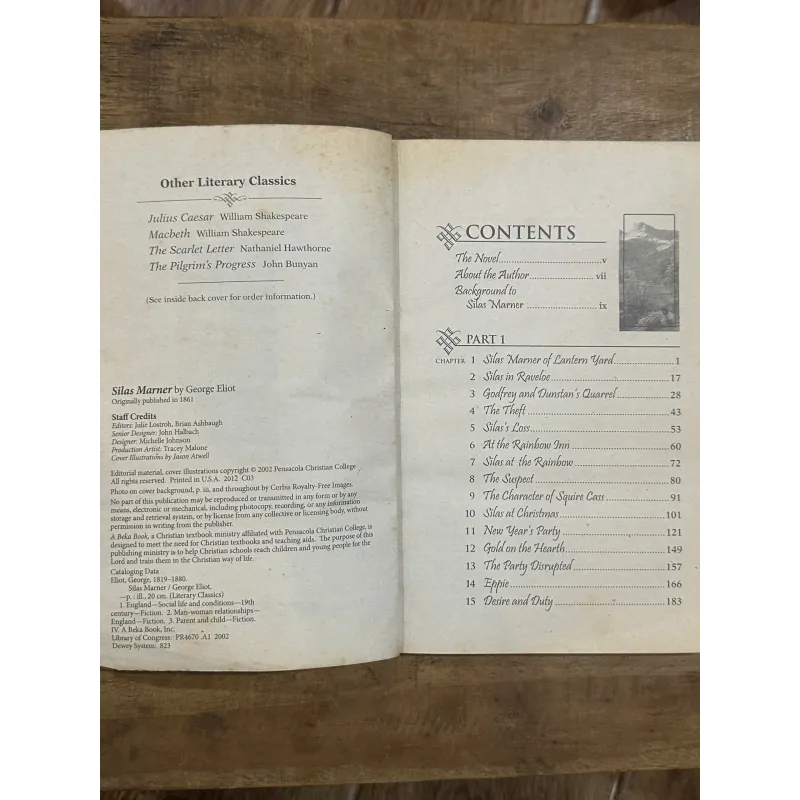 Other Literary Classics
Julius Caesar William Shakespeare
Macbeth William Shakespeare
The Scarlet Letter Nathaniel Hawthorne
The Pilgrim's Progress John Bunyan
(See inside back cover for order information.)
Silas Marner by George Eliot
Originally published in 1861
Staff Credits
Editors: Julie Lostroh, Brian Ashbaugh
Senior Designer: John Halbach
Designer: Michelle Johnson
Production Artist: Tracey Malone
Cover Illustrations by Jason Atwell
Editorial material, cover illustrations copyright © 2002 Pensacola Christian College
All rights reserved. Printed in U.S.A. 2012 C03
Photo on cover background, p. iii, and throughout by Corbis Royalty-Free Images.
No part of this publication may be reproduced or transmitted in any form or by any
means, electronic or mechanical, including photocopy, recording, or any information
storage and retrieval system, or by license from any collective or licensing body, without
permission in writing from the publisher.
A Beka Book, a Christian textbook ministry affiliated with Pensacola Christian College, is
designed to meet the need for Christian textbooks and teaching aids. The purpose of this
publishing ministry is to help Christian schools reach children and young people for the
Lord and train them in the Christian way of life.
Cataloging Data
Eliot, George, 1819–1880.
Silas Marner / George Eliot.
—p. : ill.. 20 cm. (Literary Classics)
1. England—Social life and conditions—19th
century—Fiction. 2. Man-woman relationships—
England—Fiction. 3. Parent and child—Fiction.
IV. A Beka Book, Inc.
Library of Congress: PR4670 .A1 2002
Dewey System: 823
CONTENTS
The Novel..........v
About the Author..........vii
Background to
Silas Marner ..........ix
PART 1
CHAPTER 1 Silas Marner of Lantern Yard..........1
2 Silas in Raveloe..........17
3 Godfrey and Dunstan's Quarrel..........28
4 The Theft..........43
5 Silas's Loss..........53
6 At the Rainbow Inn..........60
7 Silas at the Rainbow..........72
8 The Suspect..........80
9 The Character of Squire Cass..........91
10 Silas at Christmas..........101
11 New Year's Party..........121
12 Gold on the Hearth..........149
13 The Party Disrupted..........157
14 Eppie..........166
15 Desire and Duty..........183